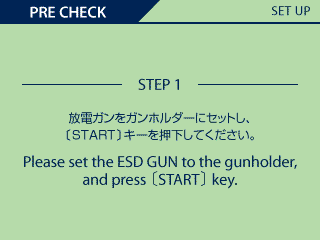 PRE CHECK
SET UP
STEP 1
放電ガンをガンホルダーにセットし、
〔START〕キーを押下してください。
Please set the ESD GUN to the gunholder,
and press〔START〕key.